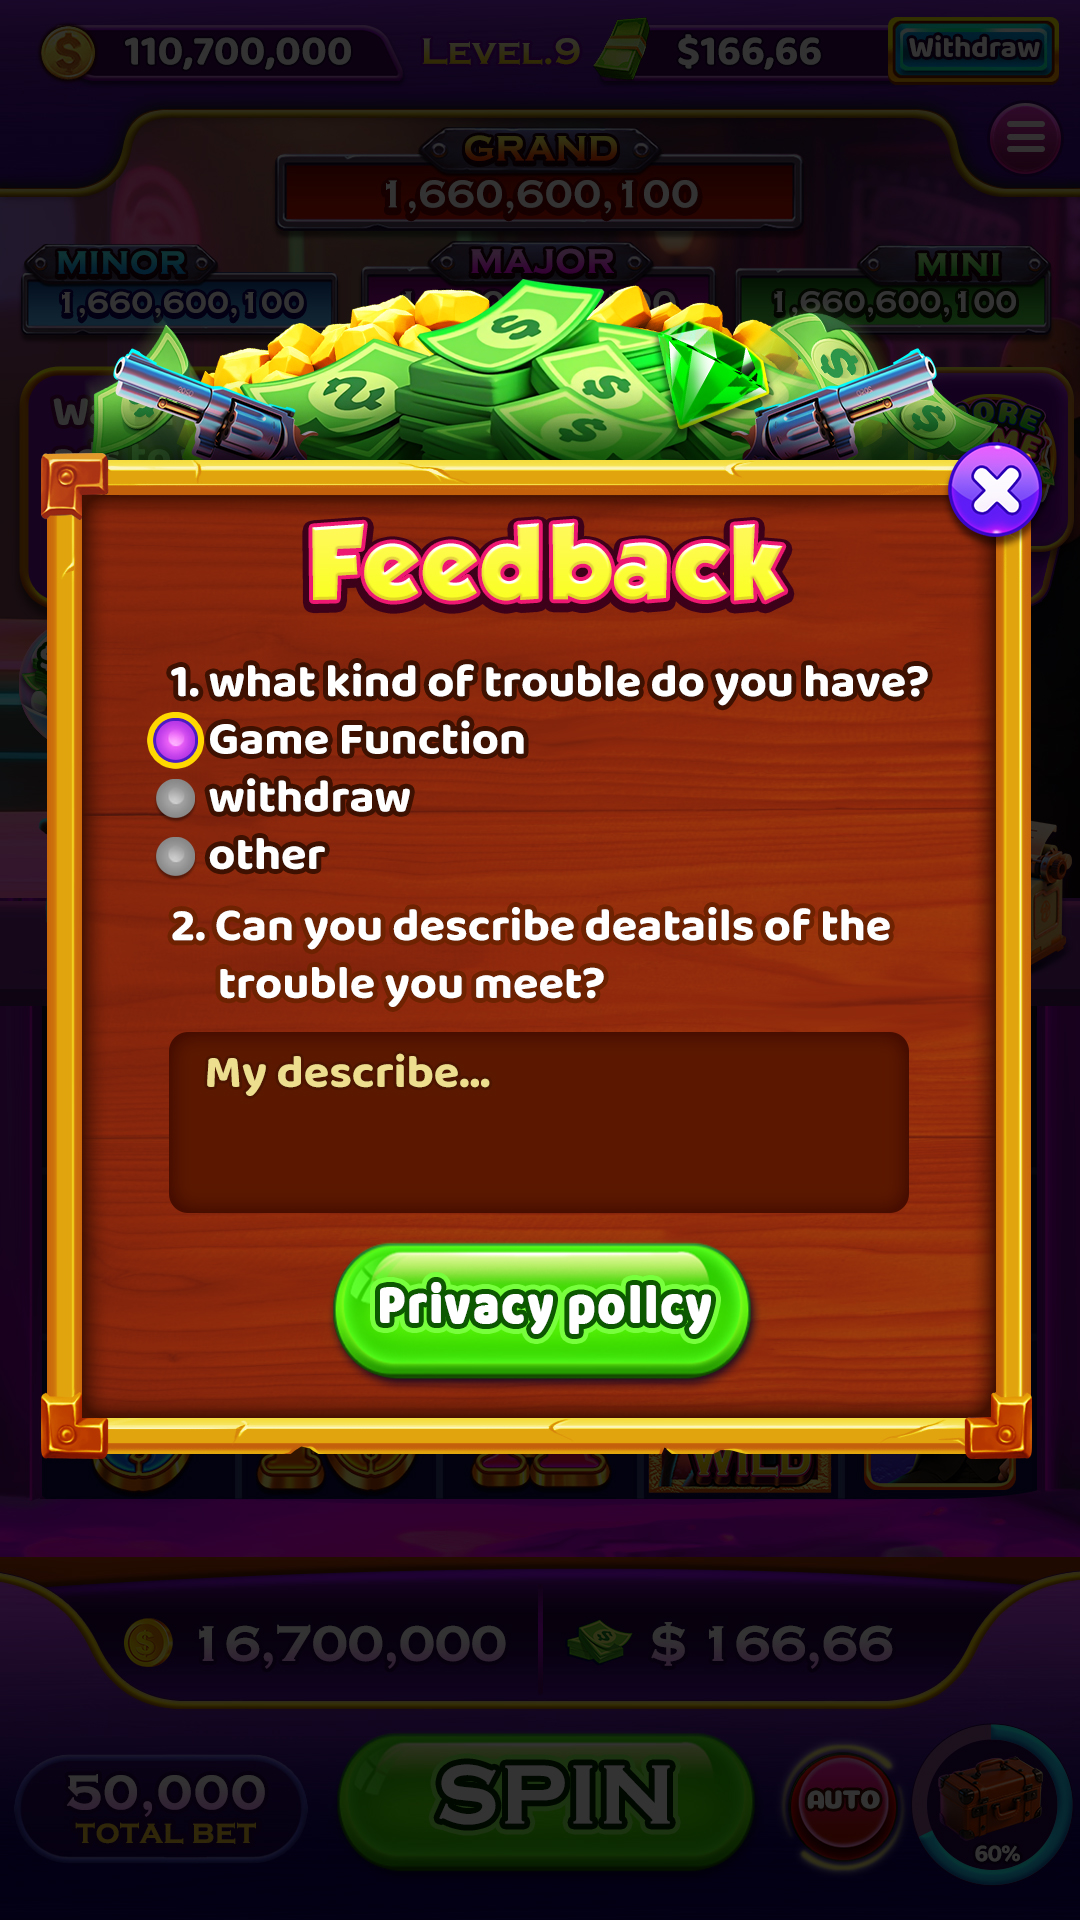 110,700,000
LEVEL.9
$166,66
Withdraw
GRAND
1,660,600,100
MINOR
MAJOR
MINI
1,660,600,100
1,660,600,100
Feedback
1. what kind of trouble do you have?
Game Function
withdraw
other
2. Can you describe deatails of the
trouble you meet?
My describe...
Privacy pollcy
WILD
16,700,000
$ 166,66
50,000
TOTAL BET
SPIN
AUTO
60%